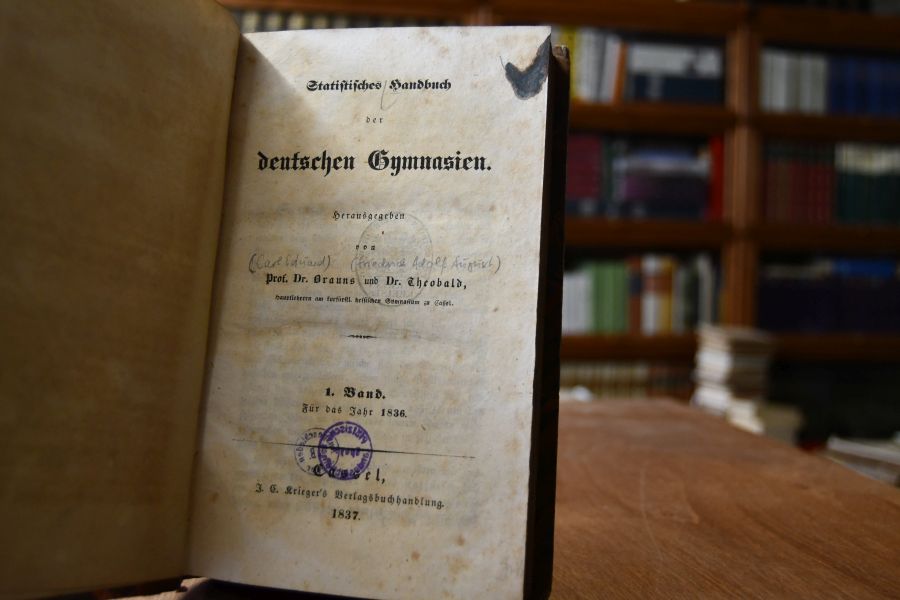 Statistisches Handbuch
der
deutschen Gymnasien.
Herausgegeben
von
(Carl Eduard) (Friedrich Adolf August)
Prof. Dr. Brauns und Dr. Theobald,
Hauptlehrern am kurfürstl. hessischen Gymnasium zu Cassel.
1. Band.
Für das Jahr 1836.
Cassel,
J. C. Krieger's Verlagsbuchhandlung.
1837.